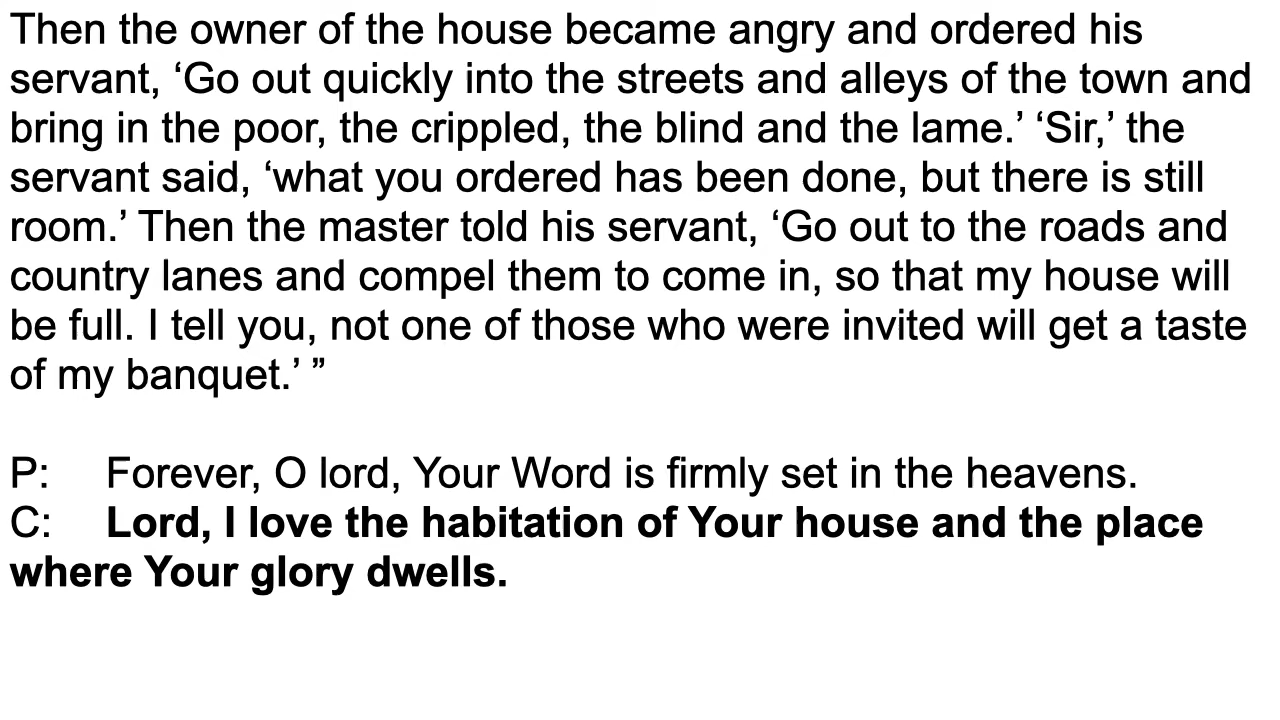 Then the owner of the house became angry and ordered his
servant, ‘Go out quickly into the streets and alleys of the town and
bring in the poor, the crippled, the blind and the lame.’ ‘Sir,’ the
servant said, ‘what you ordered has been done, but there is still
room.’ Then the master told his servant, ‘Go out to the roads and
country lanes and compel them to come in, so that my house will
be full. I tell you, not one of those who were invited will get a taste
of my banquet.’ ”
P: Forever, O lord, Your Word is firmly set in the heavens.
C: Lord, I love the habitation of Your house and the place
where Your glory dwells.